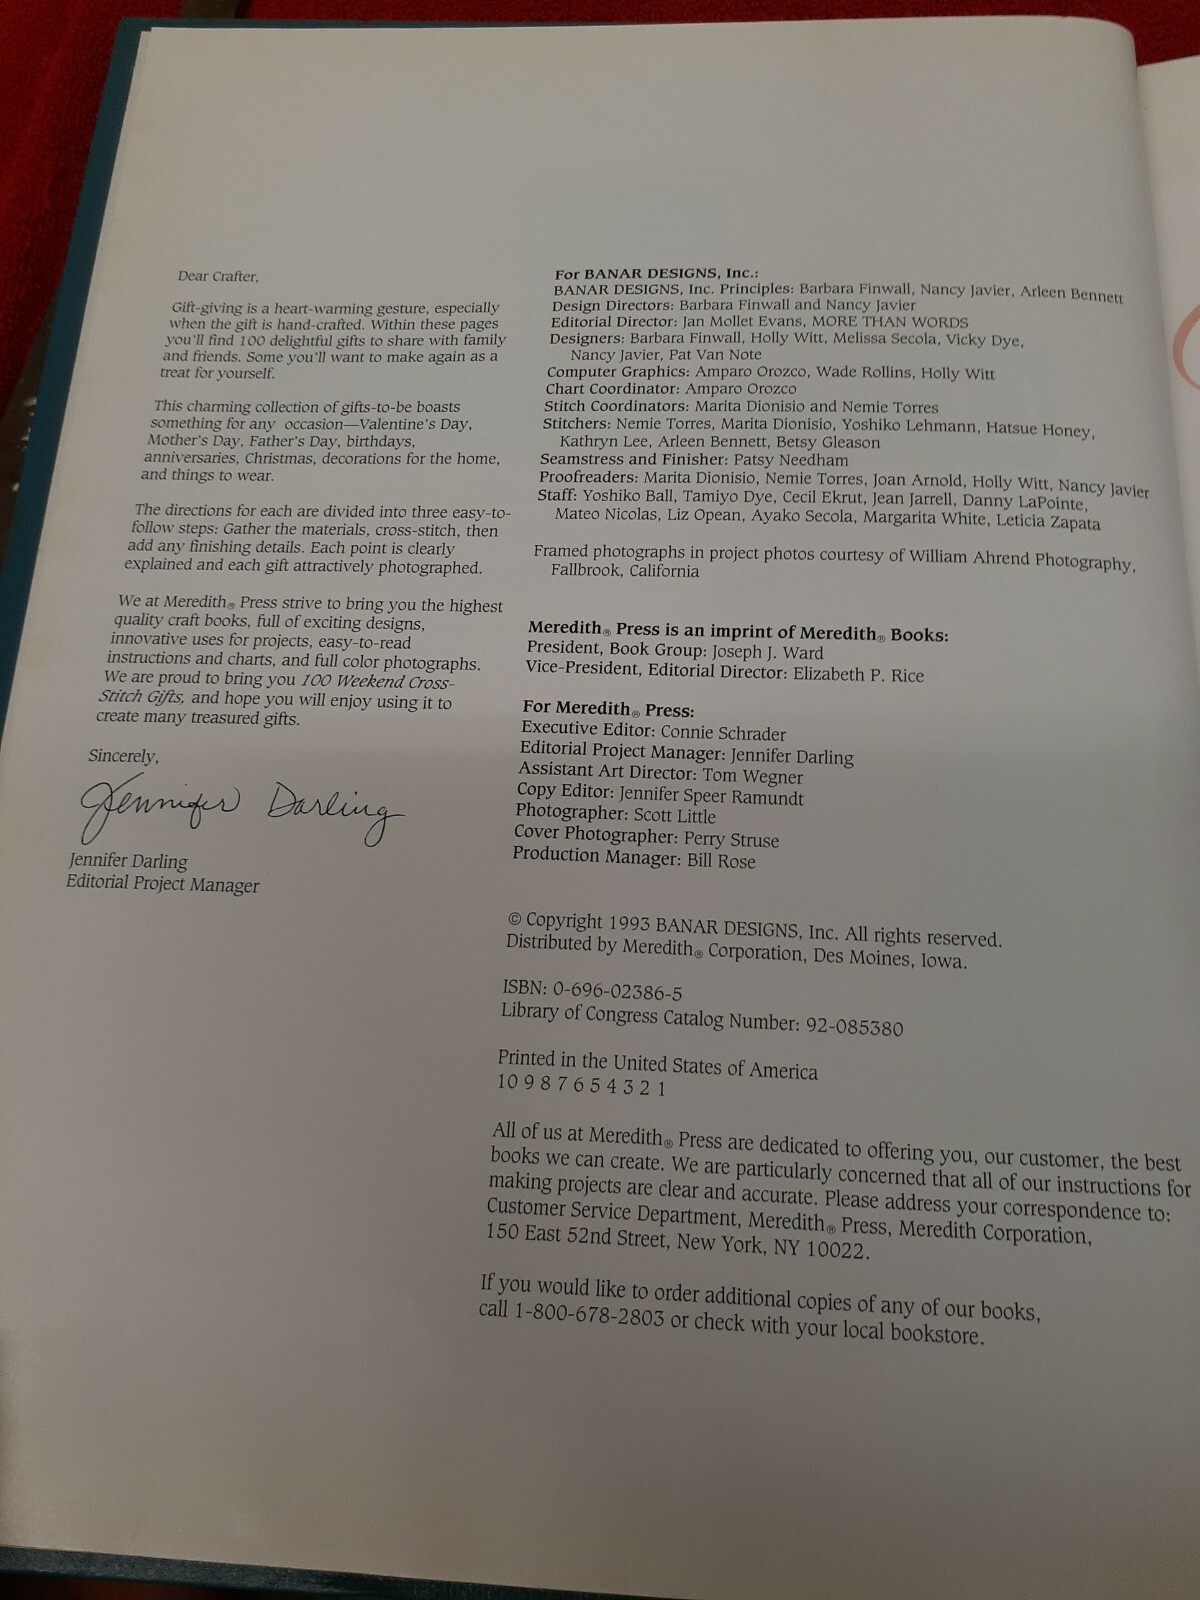 Dear Crafter,
Gift-giving is a heart-warming gesture, especially
when the gift is hand-crafted. Within these pages
you'll find 100 delightful gifts to share with family
and friends. Some you'll want to make again as a
treat for yourself.
This charming collection of gifts-to-be boasts
something for any occasion—Valentine's Day,
Mother's Day, Father's Day, birthdays,
anniversaries, Christmas, decorations for the home,
and things to wear.
The directions for each are divided into three easy-to-
follow steps: Gather the materials, cross-stitch, then
add any finishing details. Each point is clearly
explained and each gift attractively photographed.
We at Meredith® Press strive to bring you the highest
quality craft books, full of exciting designs,
innovative uses for projects, easy-to-read
instructions and charts, and full color photographs.
We are proud to bring you 100 Weekend Cross-
Stitch Gifts, and hope you will enjoy using it to
create many treasured gifts.
Sincerely,
Jennifer Darling
Jennifer Darling
Editorial Project Manager
For BANAR DESIGNS, Inc.:
BANAR DESIGNS, Inc. Principles: Barbara Finwall, Nancy Javier, Arleen Bennett
Design Directors: Barbara Finwall and Nancy Javier
Editorial Director: Jan Mollet Evans, MORE THAN WORDS
Designers: Barbara Finwall, Holly Witt, Melissa Secola, Vicky Dye,
Nancy Javier, Pat Van Note
Computer Graphics: Amparo Orozco, Wade Rollins, Holly Witt
Chart Coordinator: Amparo Orozco
Stitch Coordinators: Marita Dionisio and Nemie Torres
Stitchers: Nemie Torres, Marita Dionisio, Yoshiko Lehmann, Hatsue Honey,
Kathryn Lee, Arleen Bennett, Betsy Gleason
Seamstress and Finisher: Patsy Needham
Proofreaders: Marita Dionisio, Nemie Torres, Joan Arnold, Holly Witt, Nancy Javier
Staff: Yoshiko Ball, Tamiyo Dye, Cecil Ekrut, Jean Jarrell, Danny LaPointe,
Mateo Nicolas, Liz Opean, Ayako Secola, Margarita White, Leticia Zapata
Framed photographs in project photos courtesy of William Ahrend Photography,
Fallbrook, California
Meredith® Press is an imprint of Meredith® Books:
President, Book Group: Joseph J. Ward
Vice-President, Editorial Director: Elizabeth P. Rice
For Meredith® Press:
Executive Editor: Connie Schrader
Editorial Project Manager: Jennifer Darling
Assistant Art Director: Tom Wegner
Copy Editor: Jennifer Speer Ramundt
Photographer: Scott Little
Cover Photographer: Perry Struse
Production Manager: Bill Rose
© Copyright 1993 BANAR DESIGNS, Inc. All rights reserved.
Distributed by Meredith® Corporation, Des Moines, Iowa.
ISBN: 0-696-02386-5
Library of Congress Catalog Number: 92-085380
Printed in the United States of America
10 9 8 7 6 5 4 3 2 1
All of us at Meredith® Press are dedicated to offering you, our customer, the best
books we can create. We are particularly concerned that all of our instructions for
making projects are clear and accurate. Please address your correspondence to:
Customer Service Department, Meredith® Press, Meredith Corporation,
150 East 52nd Street, New York, NY 10022.
If you would like to order additional copies of any of our books,
call 1-800-678-2803 or check with your local bookstore.